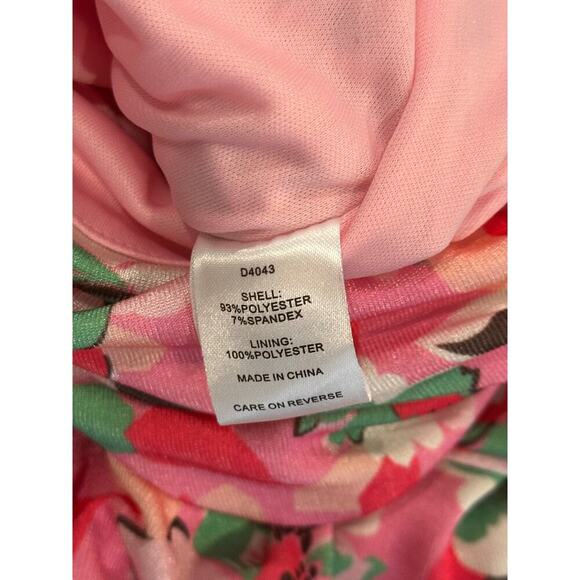 D4043
SHELL:
93%POLYESTER
7%SPANDEX
LINING:
100%POLYESTER
MADE IN CHINA
CARE ON REVERSE